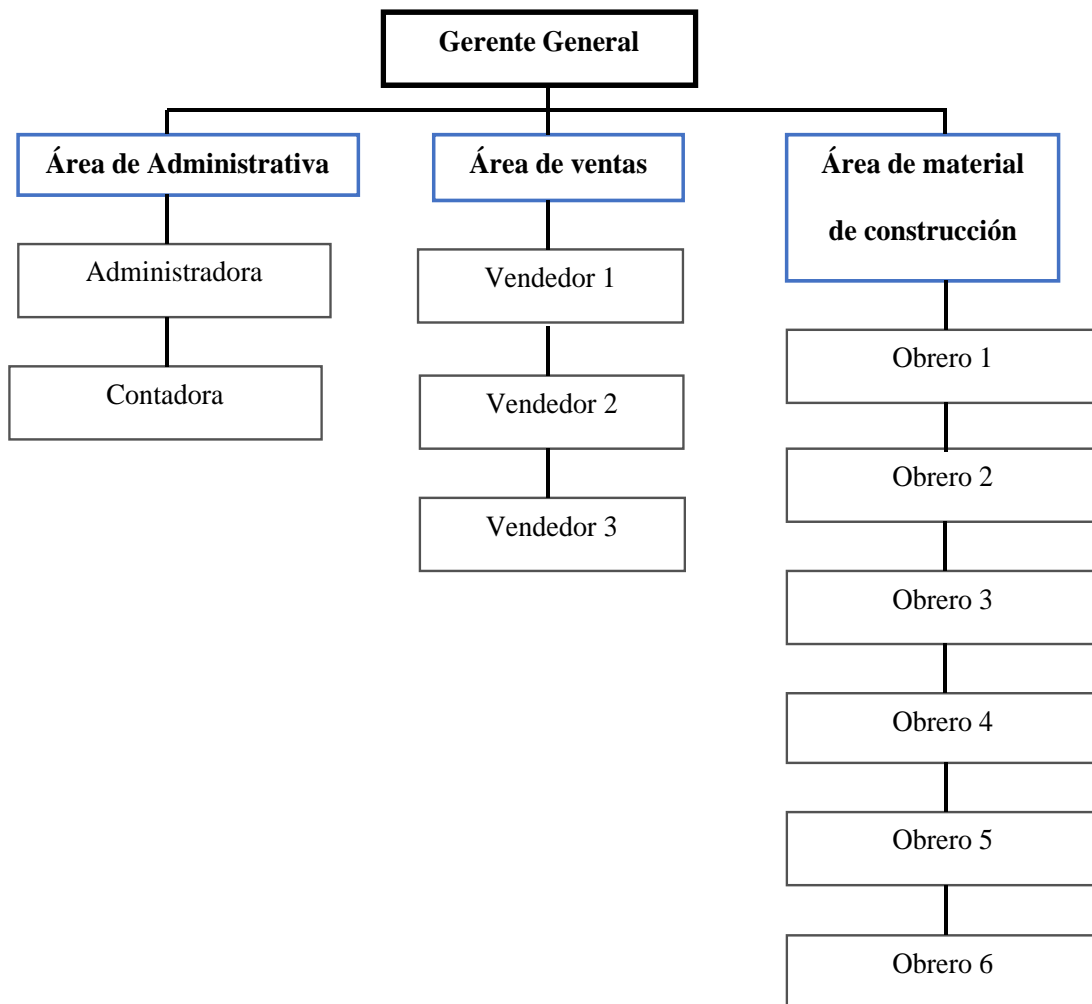 Gerente General
Área de Administrativa
Administradora
Contadora
Área de ventas
Vendedor 1
Vendedor 2
Vendedor 3
Área de material
de construcción
Obrero 1
Obrero 2
Obrero 3
Obrero 4
Obrero 5
Obrero 6